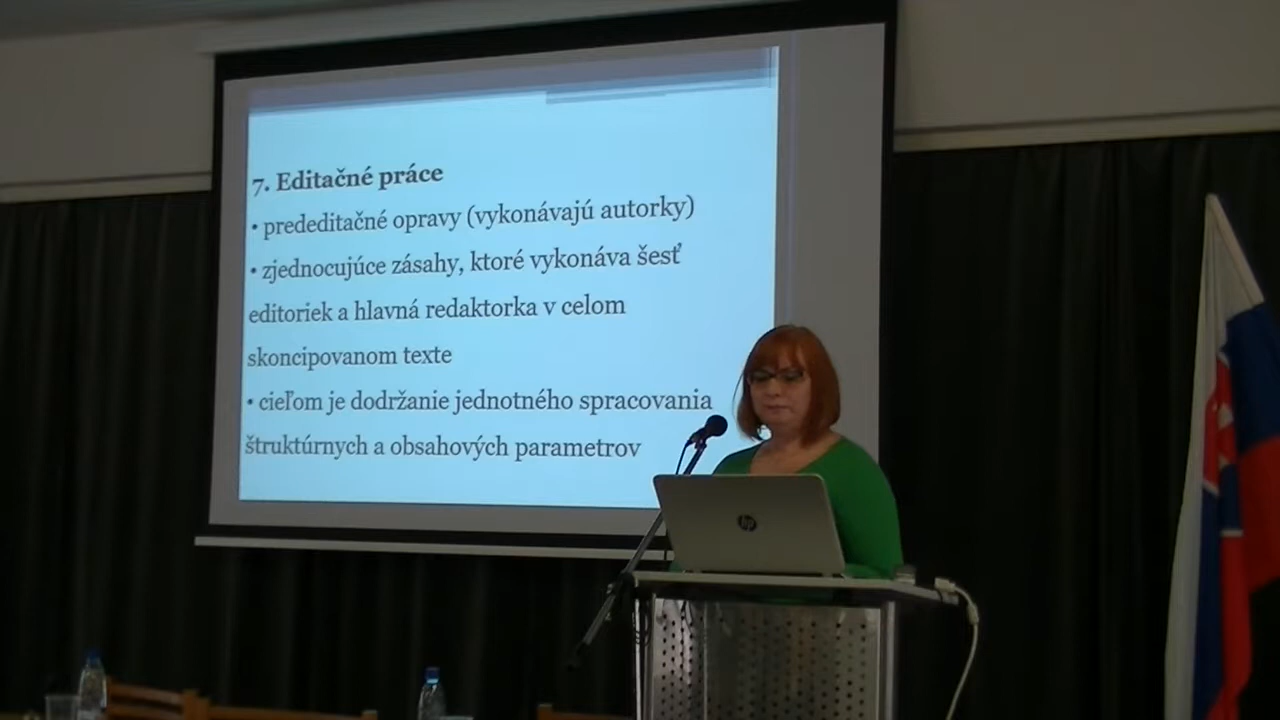 7. Editačné práce
• prededitačné opravy (vykonávajú autorky)
• zjednocujúce zásahy, ktoré vykonáva šesť
editoriek a hlavná redaktorka v celom
skoncipovanom texte
• cieľom je dodržanie jednotného spracovania
štruktúrnych a obsahových parametrov
hp